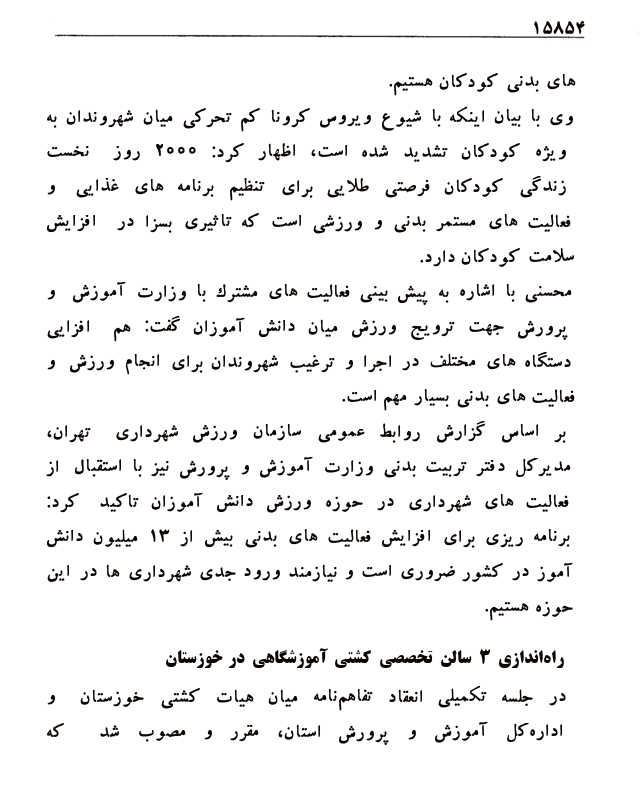 ۱۵۸۵۴
های بدنی کودکان هستیم.
وی با بیان اینکه با شیوع ویروس کرونا کم تحرکی میان شهروندان به
ویژه کودکان تشدید شده است، اظهار کرد: ۲۰۰۰ روز نخست
زندگی کودکان فرصتی طلایی برای تنظیم برنامه های غذایی و
فعالیت های مستمر بدنی و ورزشی است که تاثیری بسزا در افزایش
سلامت کودکان دارد.
محسنی با اشاره به پیش بینی فعالیت های مشترك با وزارت آموزش و
پرورش جهت ترویج ورزش میان دانش آموزان گفت: هم افزایی
دستگاه های مختلف در اجرا و ترغیب شهروندان برای انجام ورزش و
فعالیت های بدنی بسیار مهم است.
بر اساس گزارش روابط عمومی سازمان ورزش شهرداری تهران،
مدیرکل دفتر تربیت بدنی وزارت آموزش و پرورش نیز با استقبال از
فعالیت های شهرداری در حوزه ورزش دانش آموزان تاکید کرد:
برنامه ریزی برای افزایش فعالیت های بدنی بیش از ۱۳ میلیون دانش
آموز در کشور ضروری است و نیازمند ورود جدی شهرداری ها در این
حوزه هستیم.
راه‌اندازی ۳ سالن تخصصی کشتی آموزشگاهی در خوزستان
در جلسه تکمیلی انعقاد تفاهم‌نامه میان هیات کشتی خوزستان و
اداره‌کل آموزش و پرورش استان، مقرر و مصوب شد که